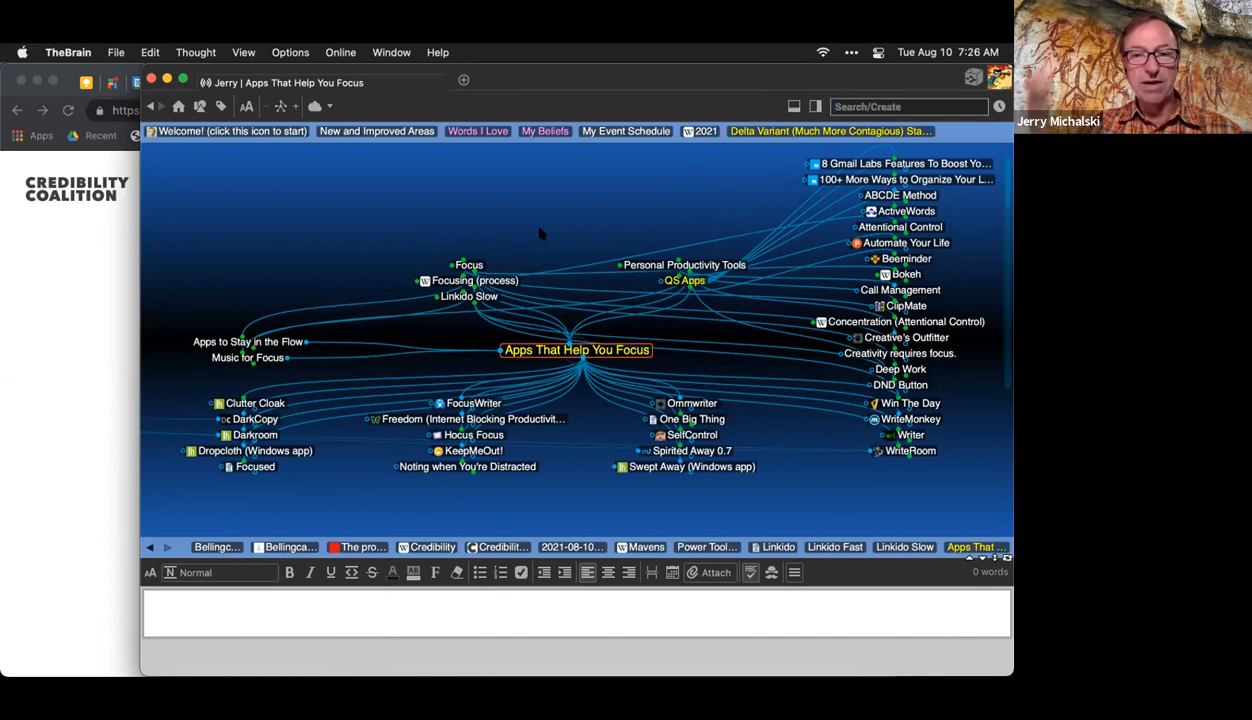 TheBrain File Edit Thought View Options Online Window Help
Tue Aug 10 7:26 AM
Jerry | Apps That Help You Focus
https
Search/Create
Apps
Recent
Welcome! (click this icon to start)
New and Improved Areas
Words I Love
My Beliefs
My Event Schedule
2021
Delta Variant (Much More Contagious) Sta...
Jerry Michalski
CREDIBILITY
COALITION
Focus
Focusing (process)
Linkido Slow
Personal Productivity Tools
QS Apps
Apps to Stay in the Flow
Music for Focus
Apps That Help You Focus
8 Gmail Labs Features To Boost Yo...
100+ More Ways to Organize Your L...
ABCDE Method
ActiveWords
Attentional Control
Automate Your Life
Beeminder
Bokeh
Call Management
ClipMate
Concentration (Attentional Control)
Creative's Outfitter
Creativity requires focus.
Deep Work
DND Button
Clutter Cloak
DarkCopy
Darkroom
Dropcloth (Windows app)
Focused
FocusWriter
Freedom (Internet Blocking Productivit...
Hocus Focus
KeepMeOut!
Noting when You're Distracted
Ommwriter
One Big Thing
SelfControl
Spirited Away 0.7
Swept Away (Windows app)
Win The Day
WriteMonkey
Writer
WriteRoom
Bellingc...
Bellingca...
The pro...
Credibility
Credibilit...
2021-08-10...
Mavens
Power Tool...
Linkido
Linkido Fast
Linkido Slow
Apps That ...
Normal
Attach
0 words